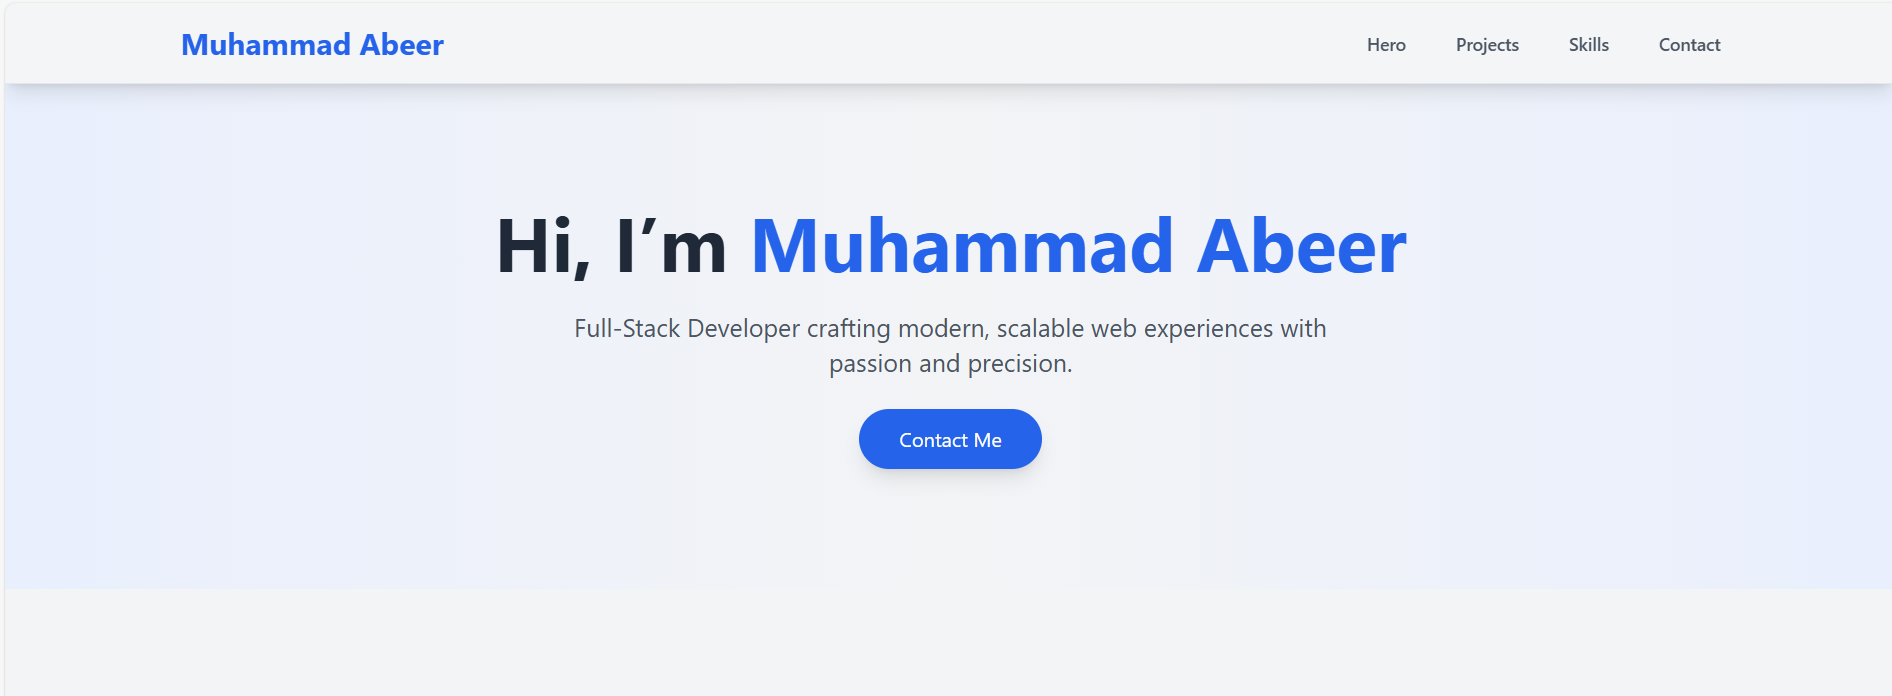 Muhammad Abeer
Hero Projects Skills Contact
Hi, I’m Muhammad Abeer
Full-Stack Developer crafting modern, scalable web experiences with
passion and precision.
Contact Me